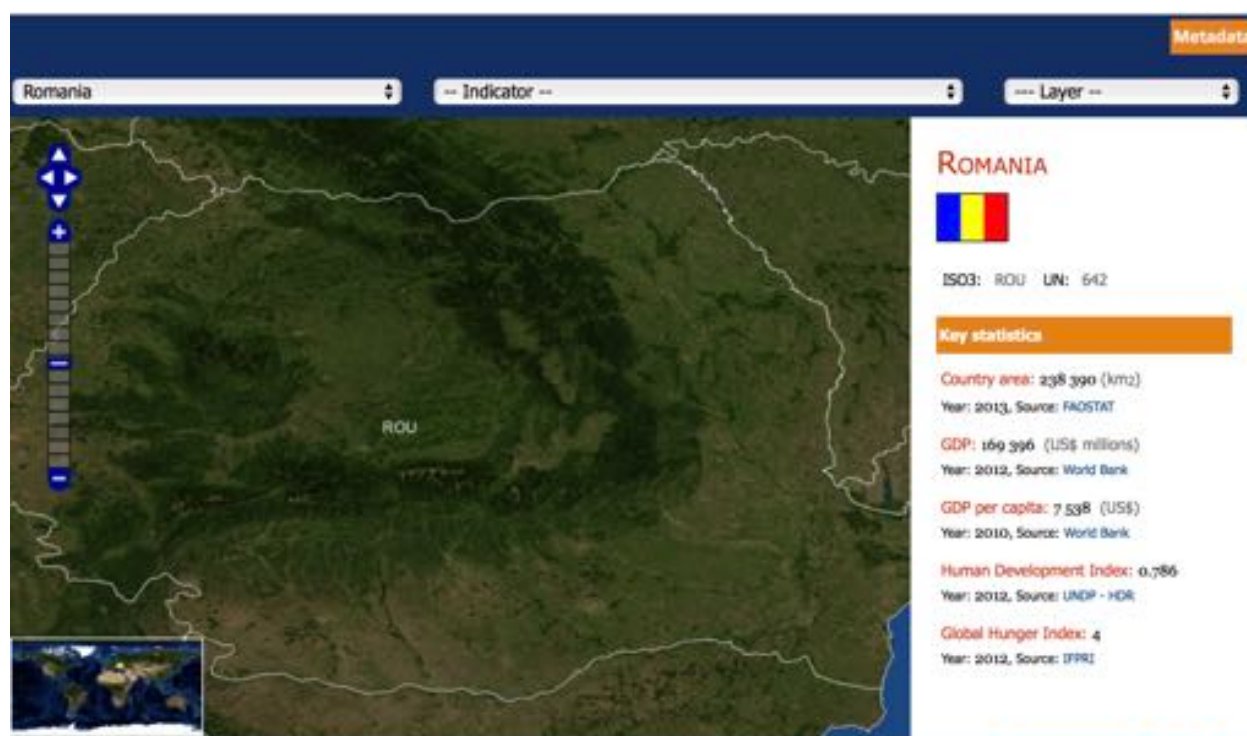 Metadata
Romania -- Indicator -- --- Layer --
ROMANIA
ISO3: ROU UN: 642
Key statistics
Country area: 238 390 (km2)
Year: 2013, Source: FAOSTAT
GDP: 169 396 (US$ millions)
Year: 2012, Source: World Bank
GDP per capita: 7 538 (US$)
Year: 2010, Source: World Bank
Human Development Index: 0.786
Year: 2012, Source: UNDP - HDR
Global Hunger Index: 4
Year: 2012, Source: IFPRI
ROU